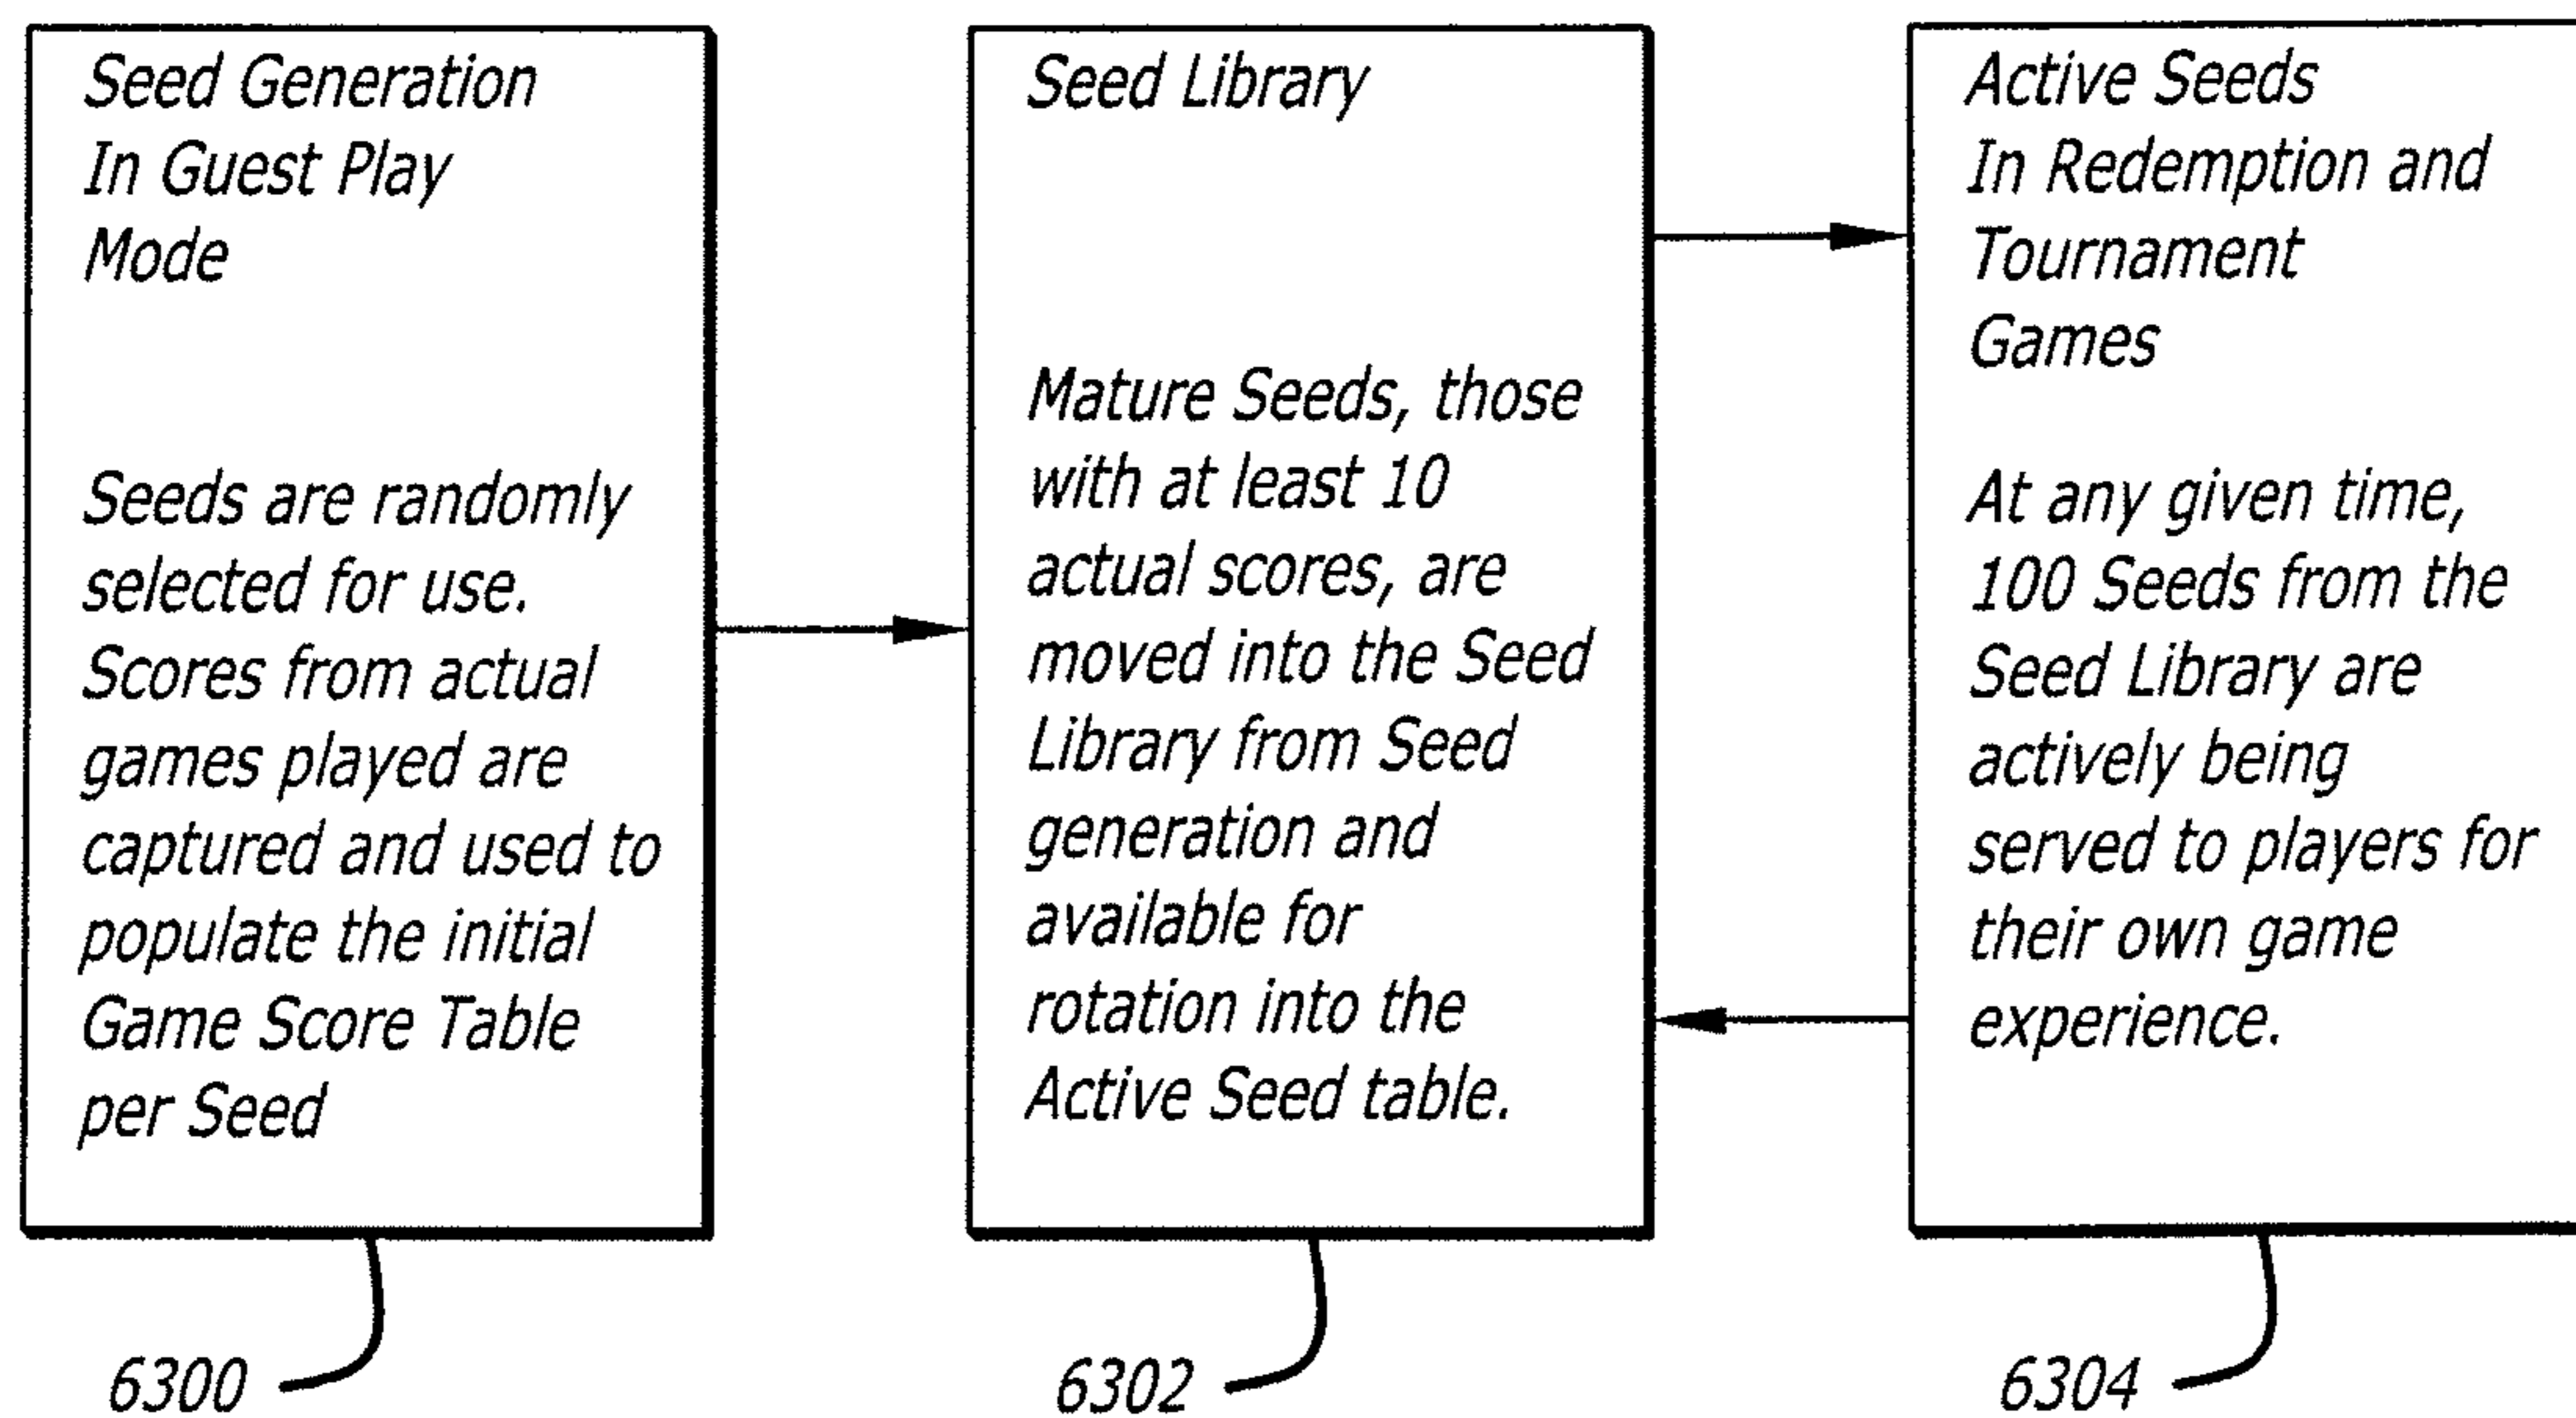 Seed Generation
In Guest Play
Mode
Seeds are randomly
selected for use.
Scores from actual
games played are
captured and used to
populate the initial
Game Score Table
per Seed
Seed Library
Mature Seeds, those
with at least 10
actual scores, are
moved into the Seed
Library from Seed
generation and
available for
rotation into the
Active Seed table.
Active Seeds
In Redemption and
Tournament
Games
At any given time,
100 Seeds from the
Seed Library are
actively being
served to players for
their own game
experience.
6300
6302
6304